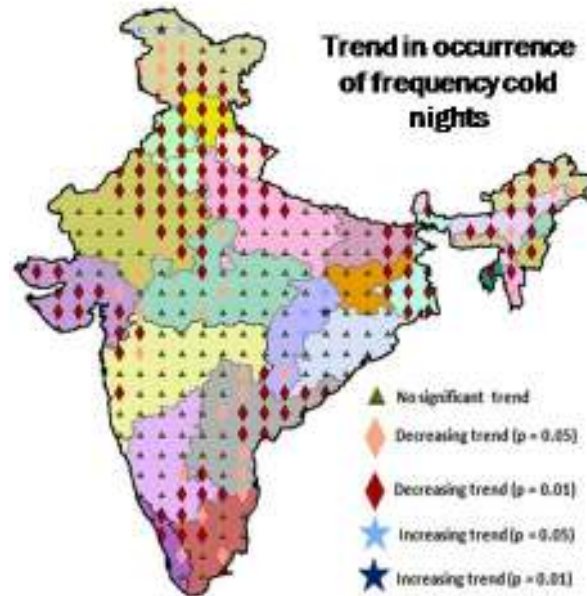 Trend in occurrence
of frequency cold
nights
No significant trend
Decreasing trend (p = 0.05)
Decreasing trend (p = 0.01)
Increasing trend (p = 0.05)
Increasing trend (p = 0.01)